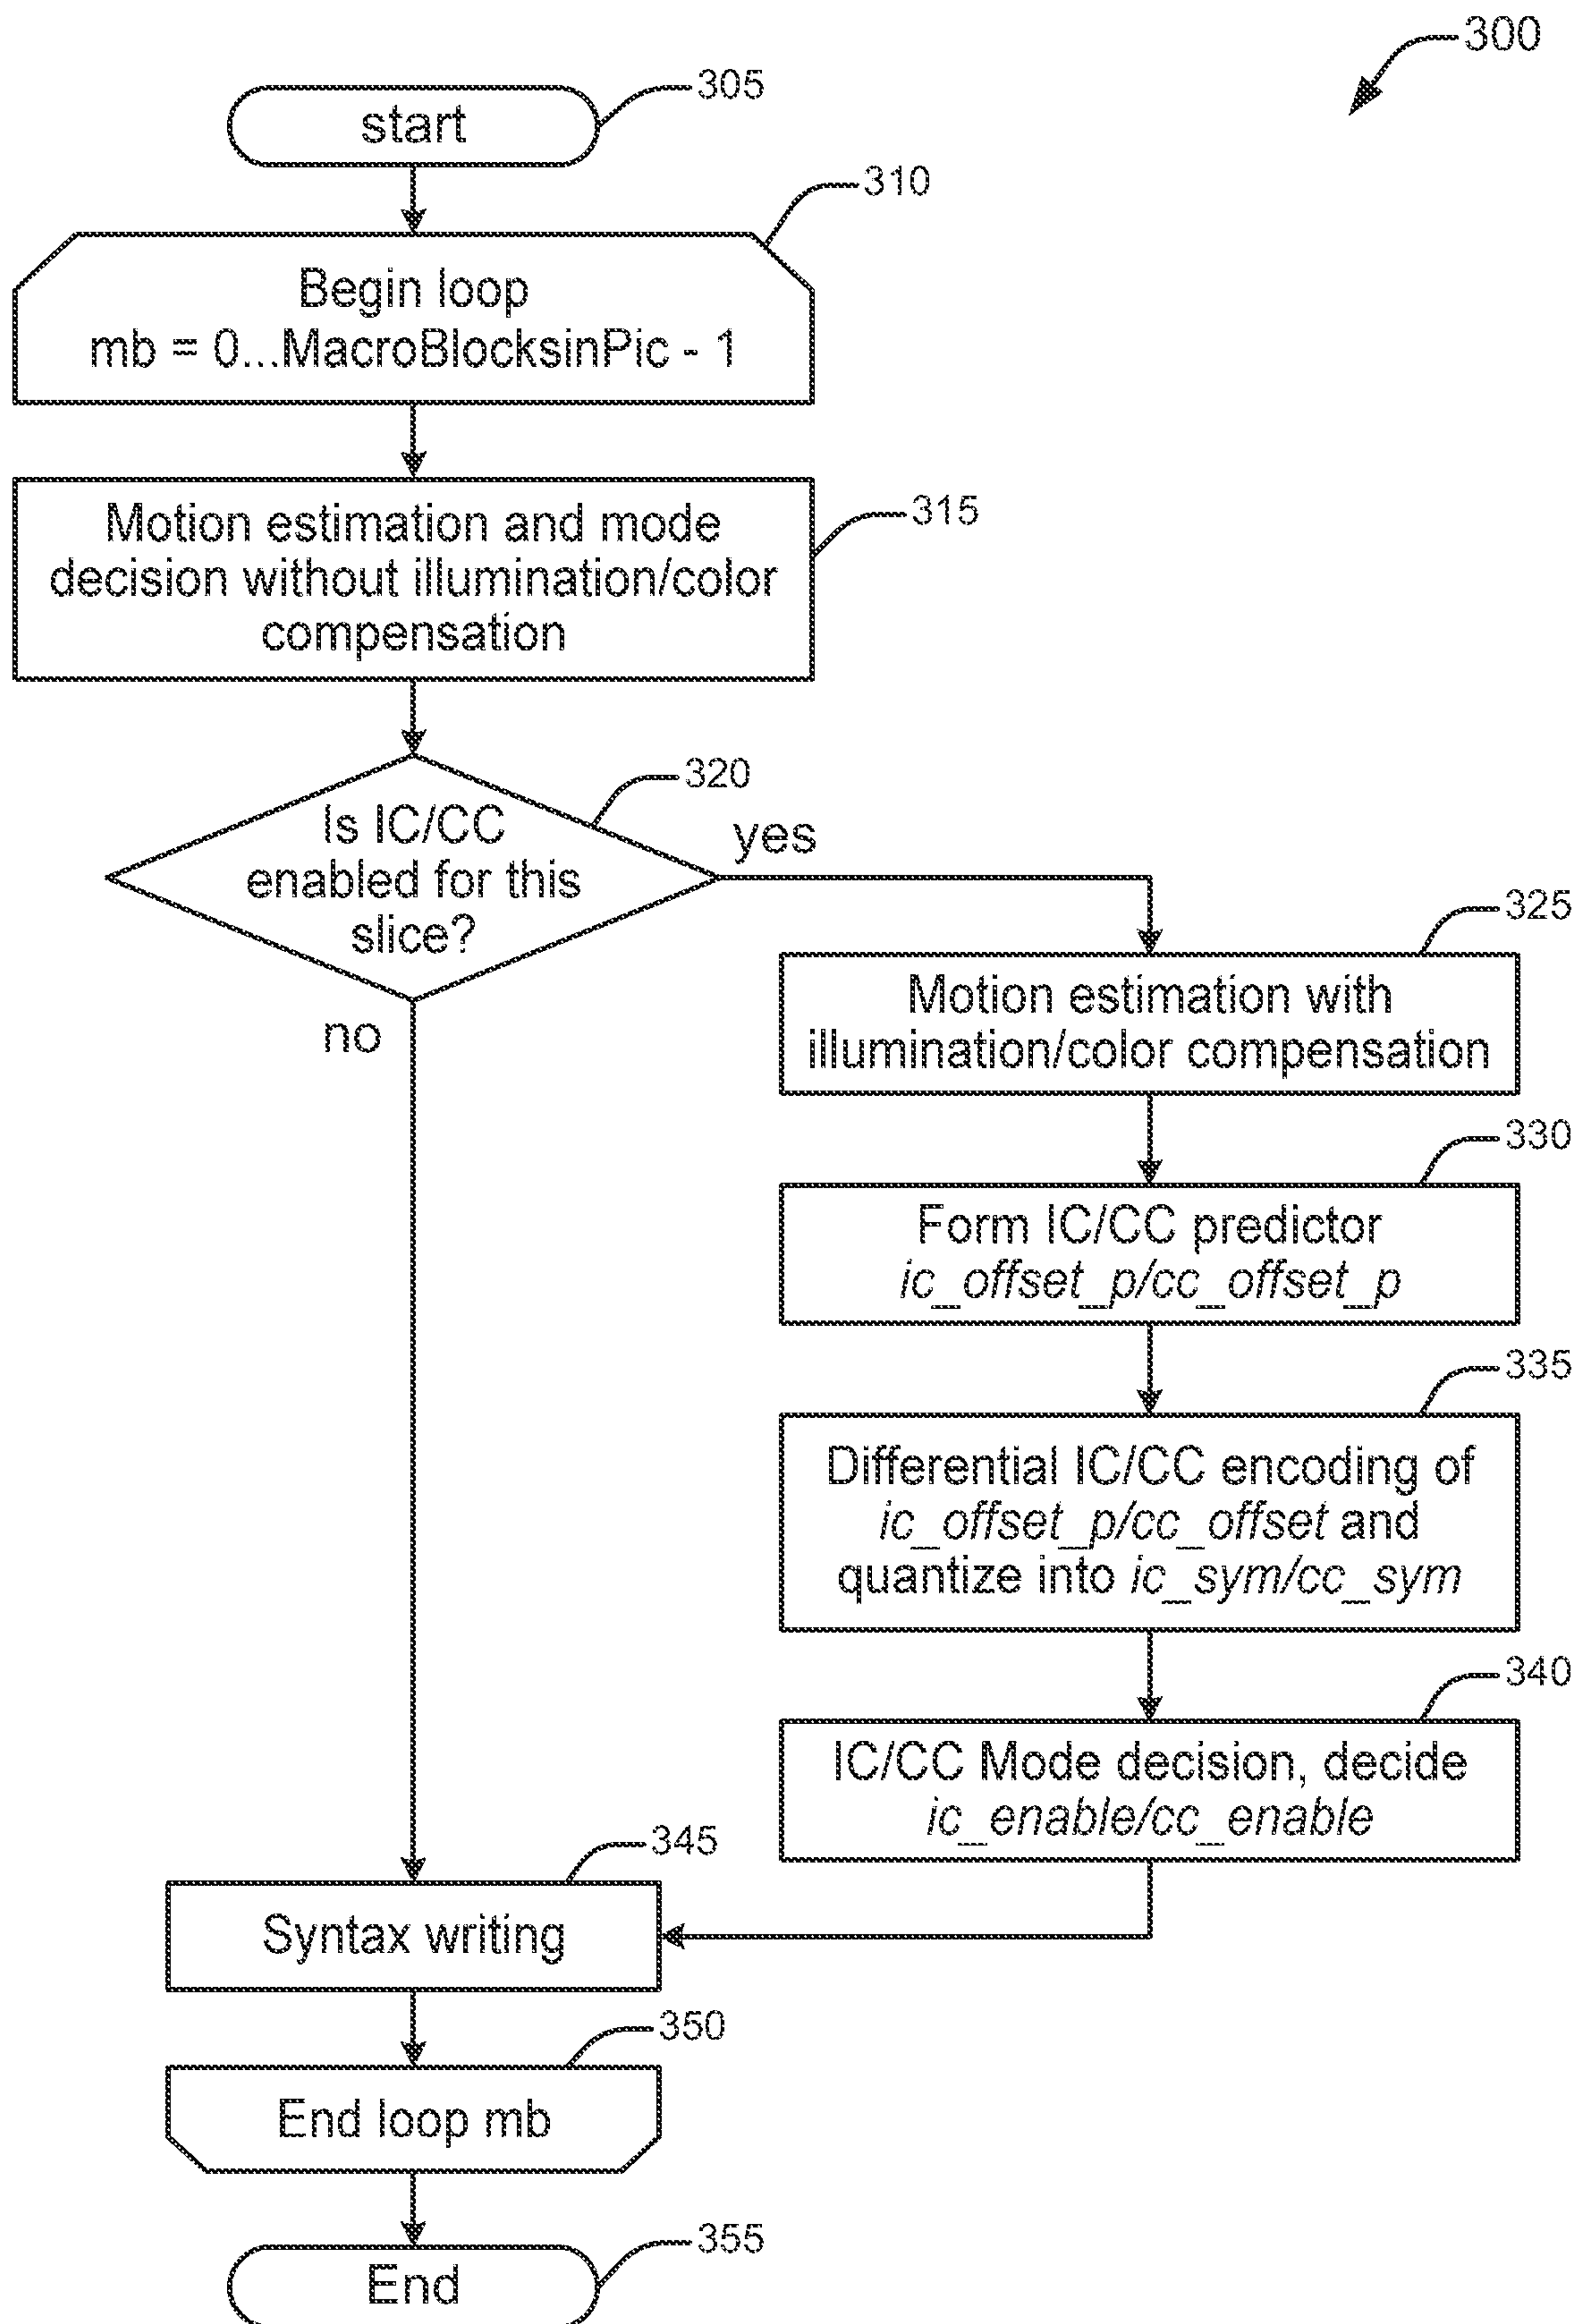 300
start
305
310
Begin loop
mb = 0...MacroBlocksinPic - 1
Motion estimation and mode
decision without illumination/color
compensation
315
320
Is IC/CC
enabled for this
slice?
yes
no
325
Motion estimation with
illumination/color compensation
330
Form IC/CC predictor
ic_offset_p/cc_offset_p
335
Differential IC/CC encoding of
ic_offset_p/cc_offset and
quantize into ic_sym/cc_sym
340
IC/CC Mode decision, decide
ic_enable/cc_enable
345
Syntax writing
350
End loop mb
355
End